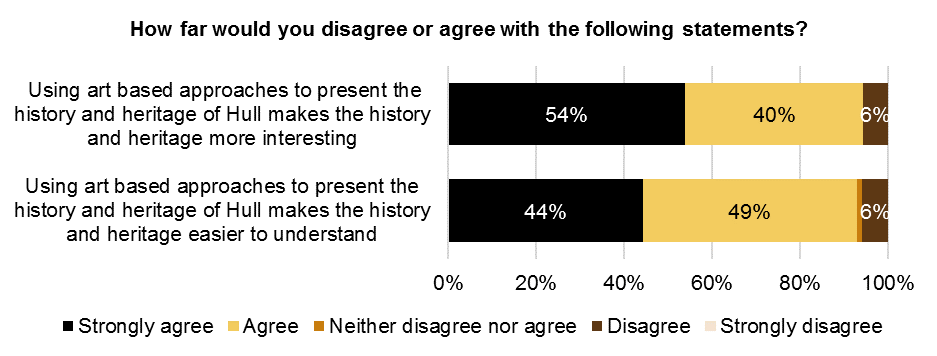 How far would you disagree or agree with the following statements?
Using art based approaches to present the
history and heritage of Hull makes the history
and heritage more interesting
54% 40% 6%
Using art based approaches to present the
history and heritage of Hull makes the history
and heritage easier to understand
44% 49% 6%
0% 20% 40% 60% 80% 100%
Strongly agree Agree Neither disagree nor agree Disagree Strongly disagree